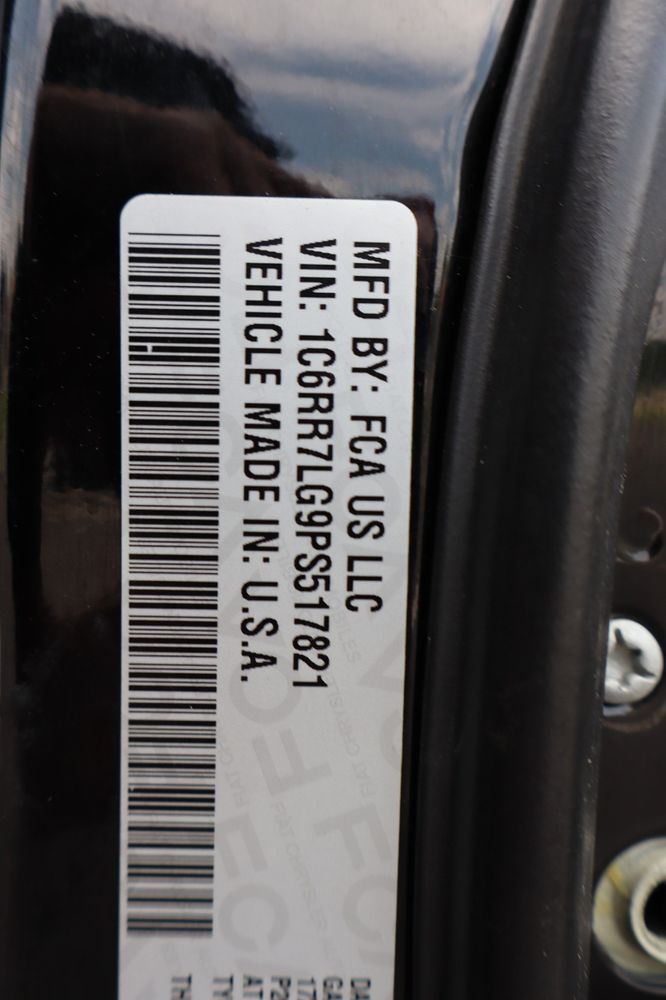 MFD BY: FCA US LLC
VIN: 1C6RR7LG9PS517821
VEHICLE MADE IN: U.S.A.